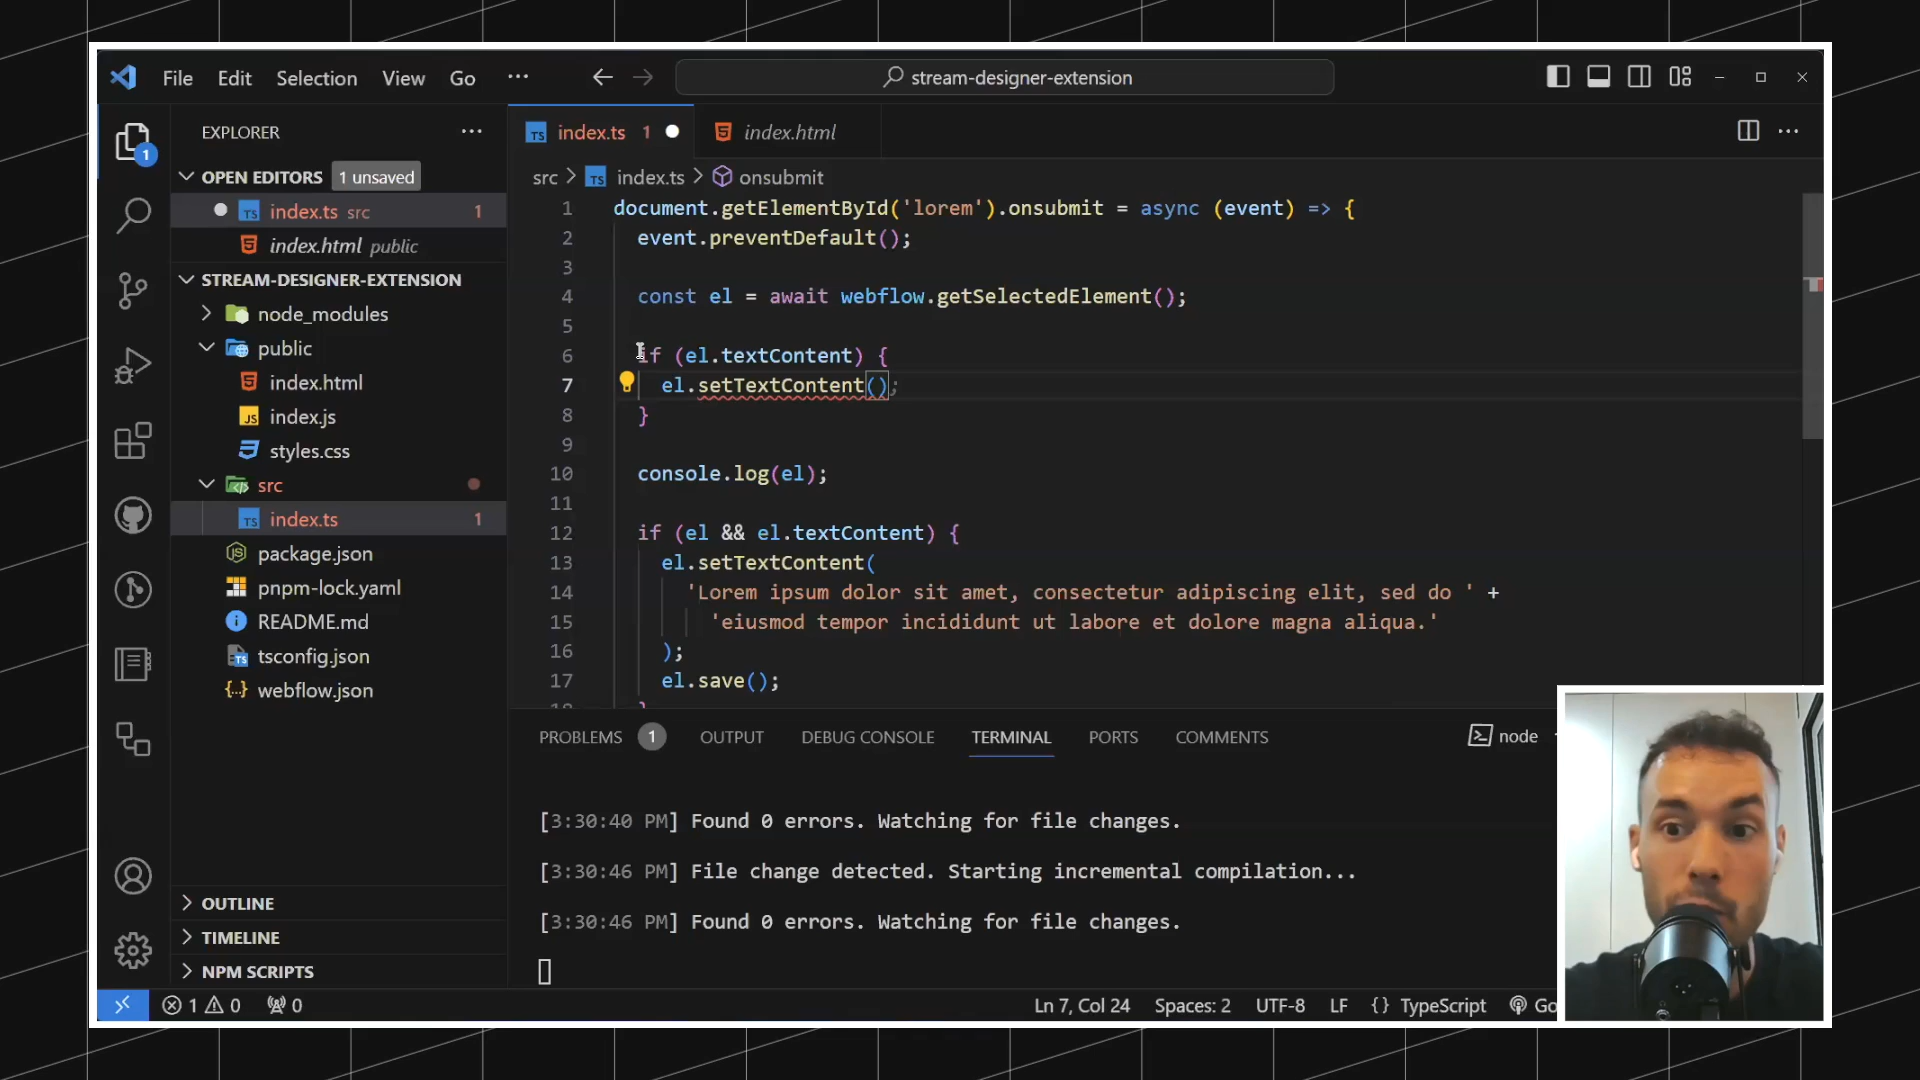 File Edit Selection View Go ··· stream-designer-extension
EXPLORER ···
OPEN EDITORS 1 unsaved
index.ts src 1
index.html public
STREAM-DESIGNER-EXTENSION
node_modules
public
index.html
index.js
styles.css
src
index.ts 1
package.json
pnpm-lock.yaml
README.md
tsconfig.json
webflow.json
OUTLINE
TIMELINE
NPM SCRIPTS
1
TS index.ts 1 index.html
src > TS index.ts > onsubmit
1 document.getElementById('lorem').onsubmit = async (event) => {
2 event.preventDefault();
3
4 const el = await webflow.getSelectedElement();
5
6 if (el.textContent) {
7 el.setTextContent();
8 }
9
10 console.log(el);
11
12 if (el && el.textContent) {
13 el.setTextContent(
14 'Lorem ipsum dolor sit amet, consectetur adipiscing elit, sed do ' +
15 'eiusmod tempor incididunt ut labore et dolore magna aliqua.'
16 );
17 el.save();
PROBLEMS 1 OUTPUT DEBUG CONSOLE TERMINAL PORTS COMMENTS node
[3:30:40 PM] Found 0 errors. Watching for file changes.
[3:30:46 PM] File change detected. Starting incremental compilation...
[3:30:46 PM] Found 0 errors. Watching for file changes.
1 0 0 Ln 7, Col 24 Spaces: 2 UTF-8 LF {} TypeScript Go